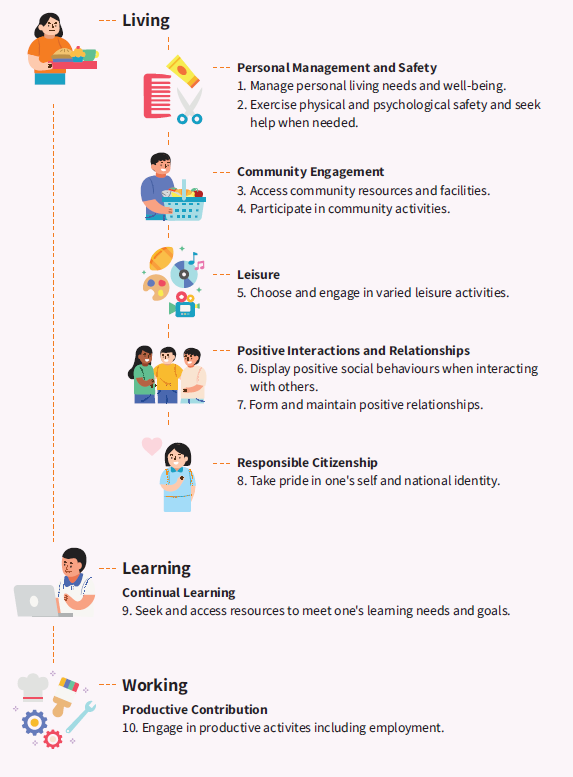 Living
Personal Management and Safety
1. Manage personal living needs and well-being.
2. Exercise physical and psychological safety and seek
help when needed.
Community Engagement
3. Access community resources and facilities.
4. Participate in community activities.
Leisure
5. Choose and engage in varied leisure activities.
Positive Interactions and Relationships
6. Display positive social behaviours when interacting
with others.
7. Form and maintain positive relationships.
Responsible Citizenship
8. Take pride in one's self and national identity.
Learning
Continual Learning
9. Seek and access resources to meet one's learning needs and goals.
Working
Productive Contribution
10. Engage in productive activites including employment.